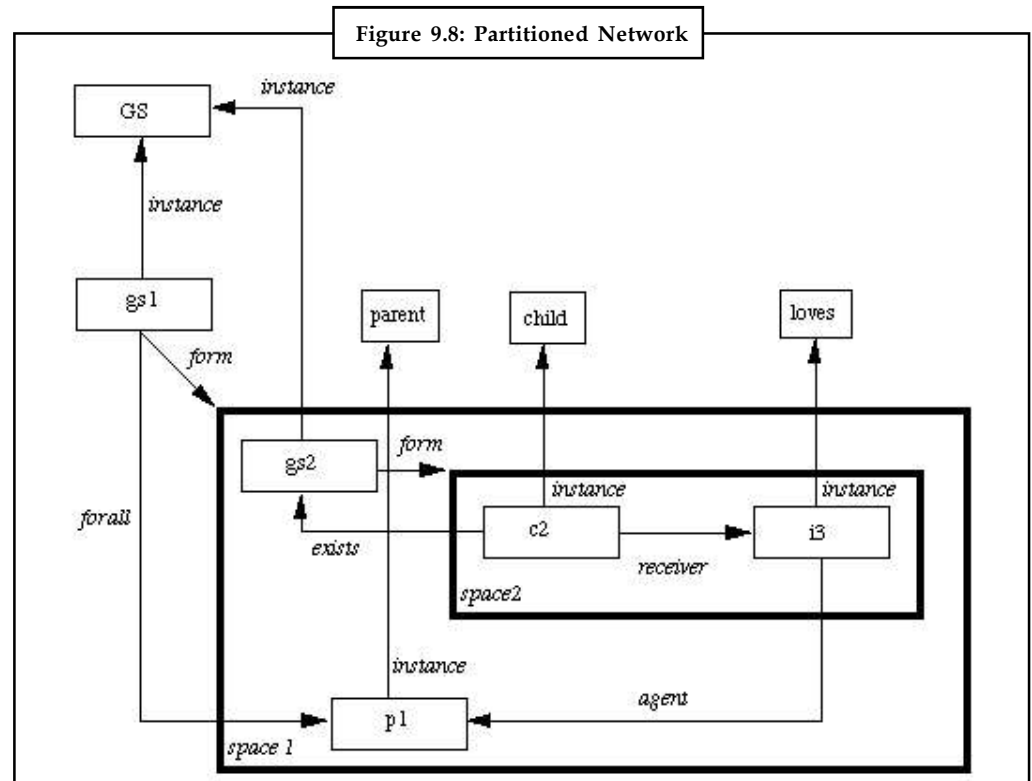 Figure 9.8: Partitioned Network
instance
GS
instance
gs1
parent
child
loves
form
gs2
form
instance
instance
forall
c2
i3
exists
receiver
space2
instance
agent
p1
space 1